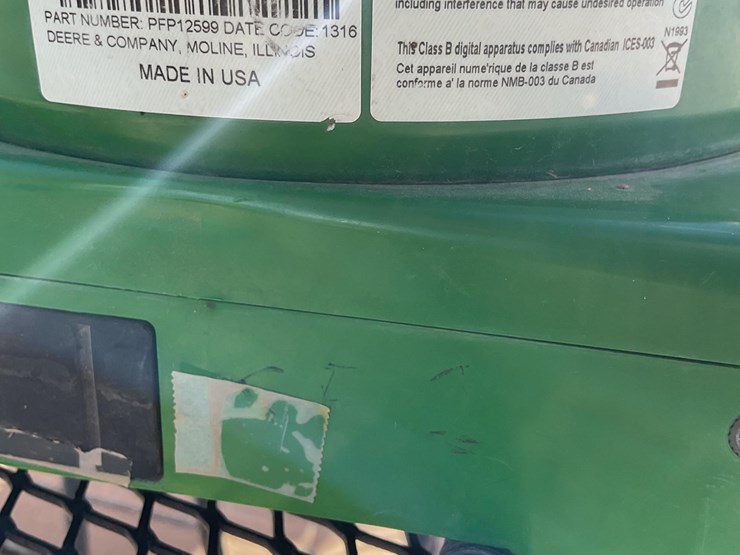 PART NUMBER: PFP12599 DATE CODE: 1316
DEERE & COMPANY, MOLINE, ILLINOIS
MADE IN USA
including interference that may cause undesired operation
N1993
This Class B digital apparatus complies with Canadian ICES-003
Cet appareil nume'rique de la classe B est
conforme a' la norme NMB-003 du Canada